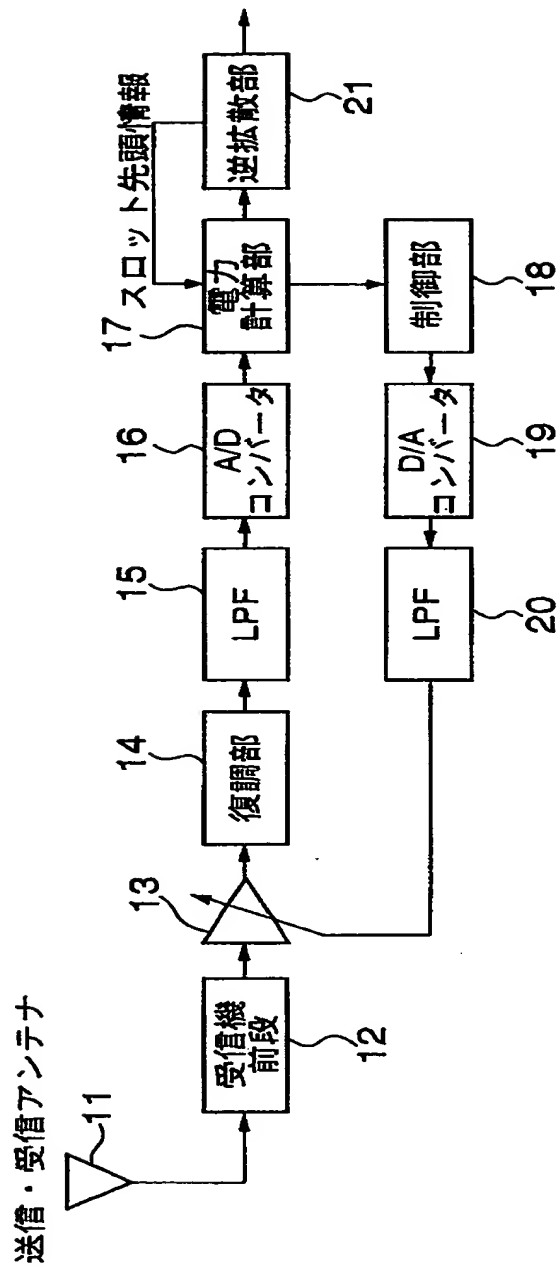 送信・受信アンテナ
11
受信機
前段
12
13
復調部
14
LPF
15
A/D
コンバータ
16
電力
計算部
17
スロット先頭情報
逆拡散部
21
制御部
18
D/A
コンバータ
19
LPF
20